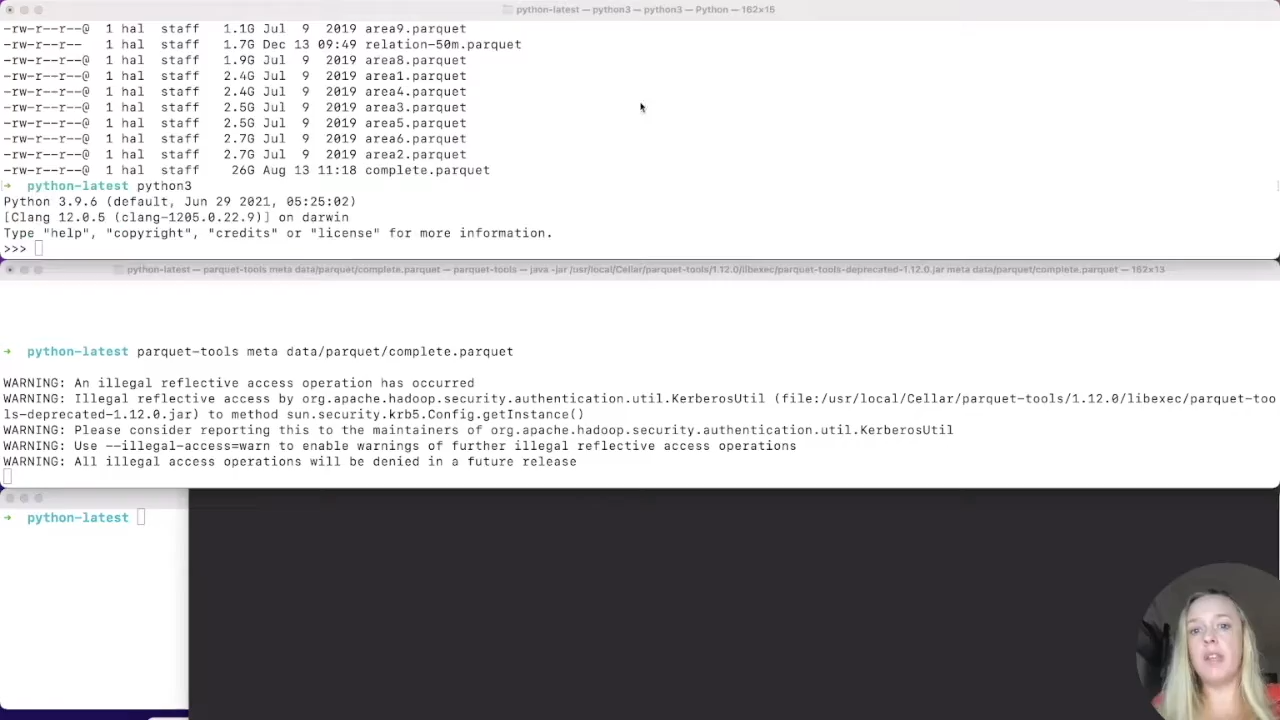 python-latest — python3 — python3 — Python — 162×15
-rw-r--r--@ 1 hal staff 1.1G Jul 9 2019 area9.parquet
-rw-r--r-- 1 hal staff 1.7G Dec 13 09:49 relation-50m.parquet
-rw-r--r--@ 1 hal staff 1.9G Jul 9 2019 area8.parquet
-rw-r--r--@ 1 hal staff 2.4G Jul 9 2019 area1.parquet
-rw-r--r--@ 1 hal staff 2.4G Jul 9 2019 area4.parquet
-rw-r--r--@ 1 hal staff 2.5G Jul 9 2019 area3.parquet
-rw-r--r--@ 1 hal staff 2.5G Jul 9 2019 area5.parquet
-rw-r--r--@ 1 hal staff 2.7G Jul 9 2019 area6.parquet
-rw-r--r--@ 1 hal staff 2.7G Jul 9 2019 area2.parquet
-rw-r--r--@ 1 hal staff 26G Aug 13 11:18 complete.parquet
→ python-latest python3
Python 3.9.6 (default, Jun 29 2021, 05:25:02)
[Clang 12.0.5 (clang-1205.0.22.9)] on darwin
Type "help", "copyright", "credits" or "license" for more information.
>>>
python-latest — parquet-tools meta data/parquet/complete.parquet — parquet-tools — java -jar /usr/local/Cellar/parquet-tools/1.12.0/libexec/parquet-tools-deprecated-1.12.0.jar meta data/parquet/complete.parquet — 162×13
→ python-latest parquet-tools meta data/parquet/complete.parquet
WARNING: An illegal reflective access operation has occurred
WARNING: Illegal reflective access by org.apache.hadoop.security.authentication.util.KerberosUtil (file:/usr/local/Cellar/parquet-tools/1.12.0/libexec/parquet-too
ls-deprecated-1.12.0.jar) to method sun.security.krb5.Config.getInstance()
WARNING: Please consider reporting this to the maintainers of org.apache.hadoop.security.authentication.util.KerberosUtil
WARNING: Use --illegal-access=warn to enable warnings of further illegal reflective access operations
WARNING: All illegal access operations will be denied in a future release
→ python-latest